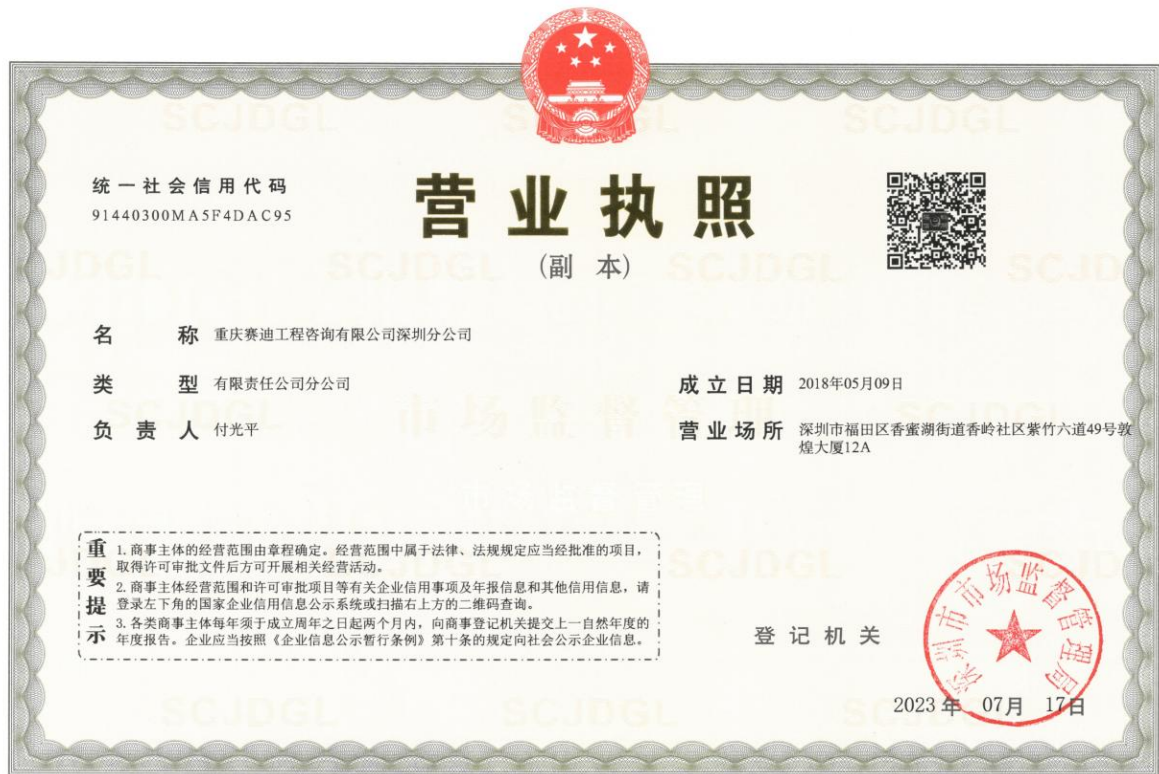 统一社会信用代码
91440300MA5F4DAC95
营业执照
(副 本)
名 称 重庆赛迪工程咨询有限公司深圳分公司
类 型 有限责任公司分公司
成立日期 2018年05月09日
负责人 付光平
营业场所 深圳市福田区香蜜湖街道香岭社区紫竹六道49号敦
煌大厦12A
重要提示
1. 商事主体的经营范围由章程确定。经营范围中属于法律、法规规定应当经批准的项目，
取得许可审批文件后方可开展相关经营活动。
2. 商事主体经营范围和许可审批项目等有关企业信用事项及年报信息和其他信用信息，请
登录左下角的国家企业信用信息公示系统或扫描右上方的二维码查询。
3. 各类商事主体每年须于成立周年之日起两个月内，向商事登记机关提交上一自然年度的
年度报告。企业应当按照《企业信息公示暂行条例》第十条的规定向社会公示企业信息。
登记机关
深圳市市场监督管理局
2023年 07月 17日
SCJDGL
市场监督管理